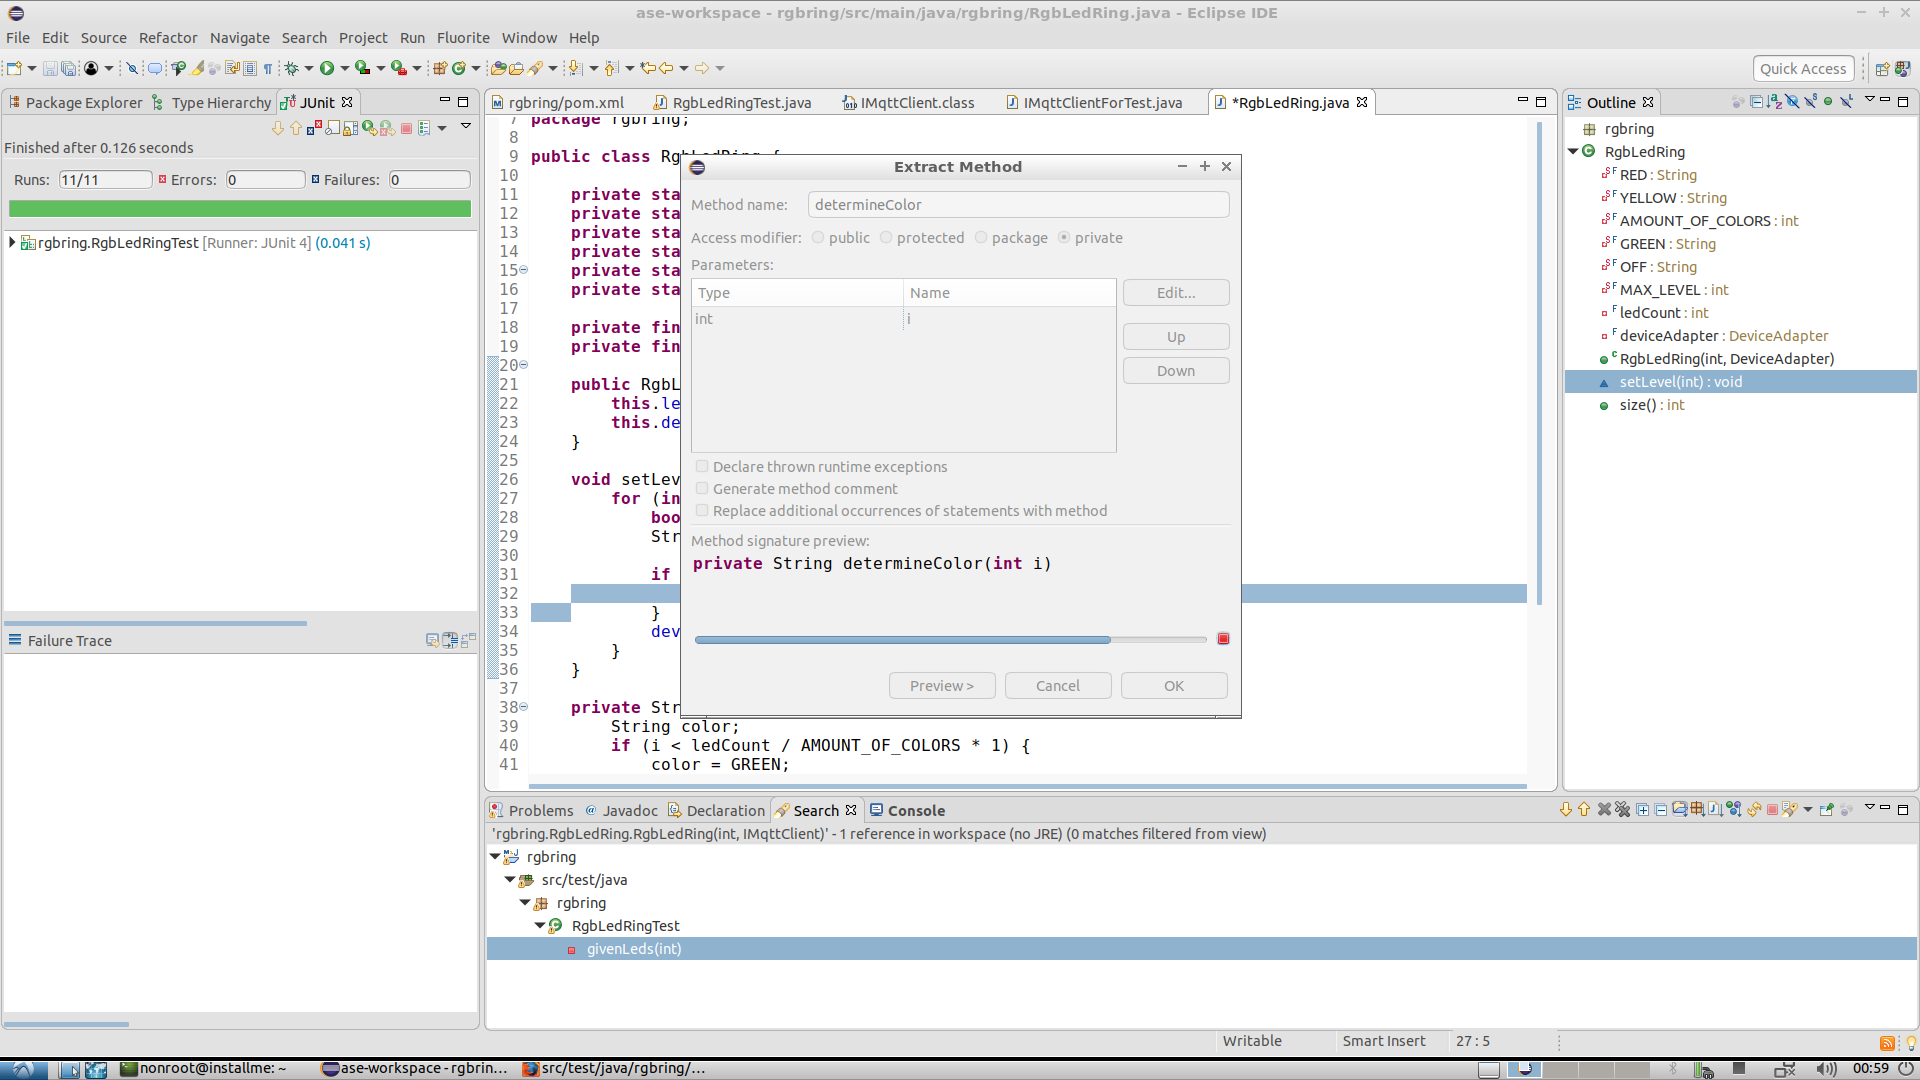 ase-workspace - rgbring/src/main/java/rgbring/RgbLedRing.java - Eclipse IDE
File Edit Source Refactor Navigate Search Project Run Fluorite Window Help
Quick Access
Package Explorer Type Hierarchy JUnit
Finished after 0.126 seconds
Runs: 11/11 Errors: 0 Failures: 0
rgbring.RgbLedRingTest [Runner: JUnit 4] (0.041 s)
Failure Trace
rgbring/pom.xml RgbLedRingTest.java IMqttClient.class IMqttClientForTest.java *RgbLedRing.java
7 package rgbring;
8
9 public class RgbLedRing {
10
11 private sta
12 private sta
13 private sta
14 private sta
15 private sta
16 private sta
17
18 private fin
19 private fin
20
21 public RgbL
22 this.le
23 this.de
24 }
25
26 void setLev
27 for (in
28 boo
29 Str
30
31 if
32
33 }
34 dev
35 }
36 }
37
38 private Str
39 String color;
40 if (i < ledCount / AMOUNT_OF_COLORS * 1) {
41 color = GREEN;
Extract Method
Method name: determineColor
Access modifier: public protected package private
Parameters:
Type Name
int i
Edit...
Up
Down
Declare thrown runtime exceptions
Generate method comment
Replace additional occurrences of statements with method
Method signature preview:
private String determineColor(int i)
Preview > Cancel OK
Outline
rgbring
RgbLedRing
RED : String
YELLOW : String
AMOUNT_OF_COLORS : int
GREEN : String
OFF : String
MAX_LEVEL : int
ledCount : int
deviceAdapter : DeviceAdapter
RgbLedRing(int, DeviceAdapter)
setLevel(int) : void
size() : int
Problems Javadoc Declaration Search Console
'rgbring.RgbLedRing.RgbLedRing(int, IMqttClient)' - 1 reference in workspace (no JRE) (0 matches filtered from view)
rgbring
src/test/java
rgbring
RgbLedRingTest
givenLeds(int)
Writable Smart Insert 27 : 5
nonroot@installme: ~ ase-workspace - rgbrin... src/test/java/rgbring/... 00:59